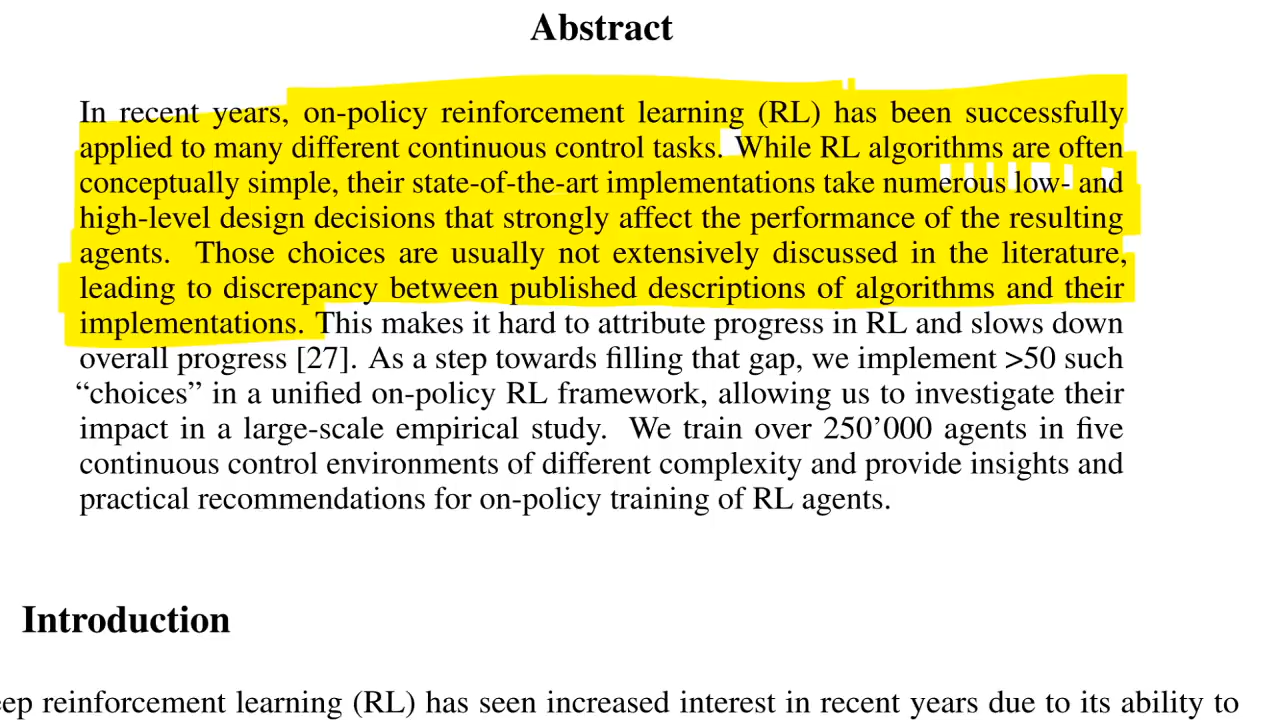 Abstract
In recent years, on-policy reinforcement learning (RL) has been successfully
applied to many different continuous control tasks. While RL algorithms are often
conceptually simple, their state-of-the-art implementations take numerous low- and
high-level design decisions that strongly affect the performance of the resulting
agents. Those choices are usually not extensively discussed in the literature,
leading to discrepancy between published descriptions of algorithms and their
implementations. This makes it hard to attribute progress in RL and slows down
overall progress [27]. As a step towards filling that gap, we implement >50 such
“choices” in a unified on-policy RL framework, allowing us to investigate their
impact in a large-scale empirical study. We train over 250’000 agents in five
continuous control environments of different complexity and provide insights and
practical recommendations for on-policy training of RL agents.
Introduction
eep reinforcement learning (RL) has seen increased interest in recent years due to its ability to